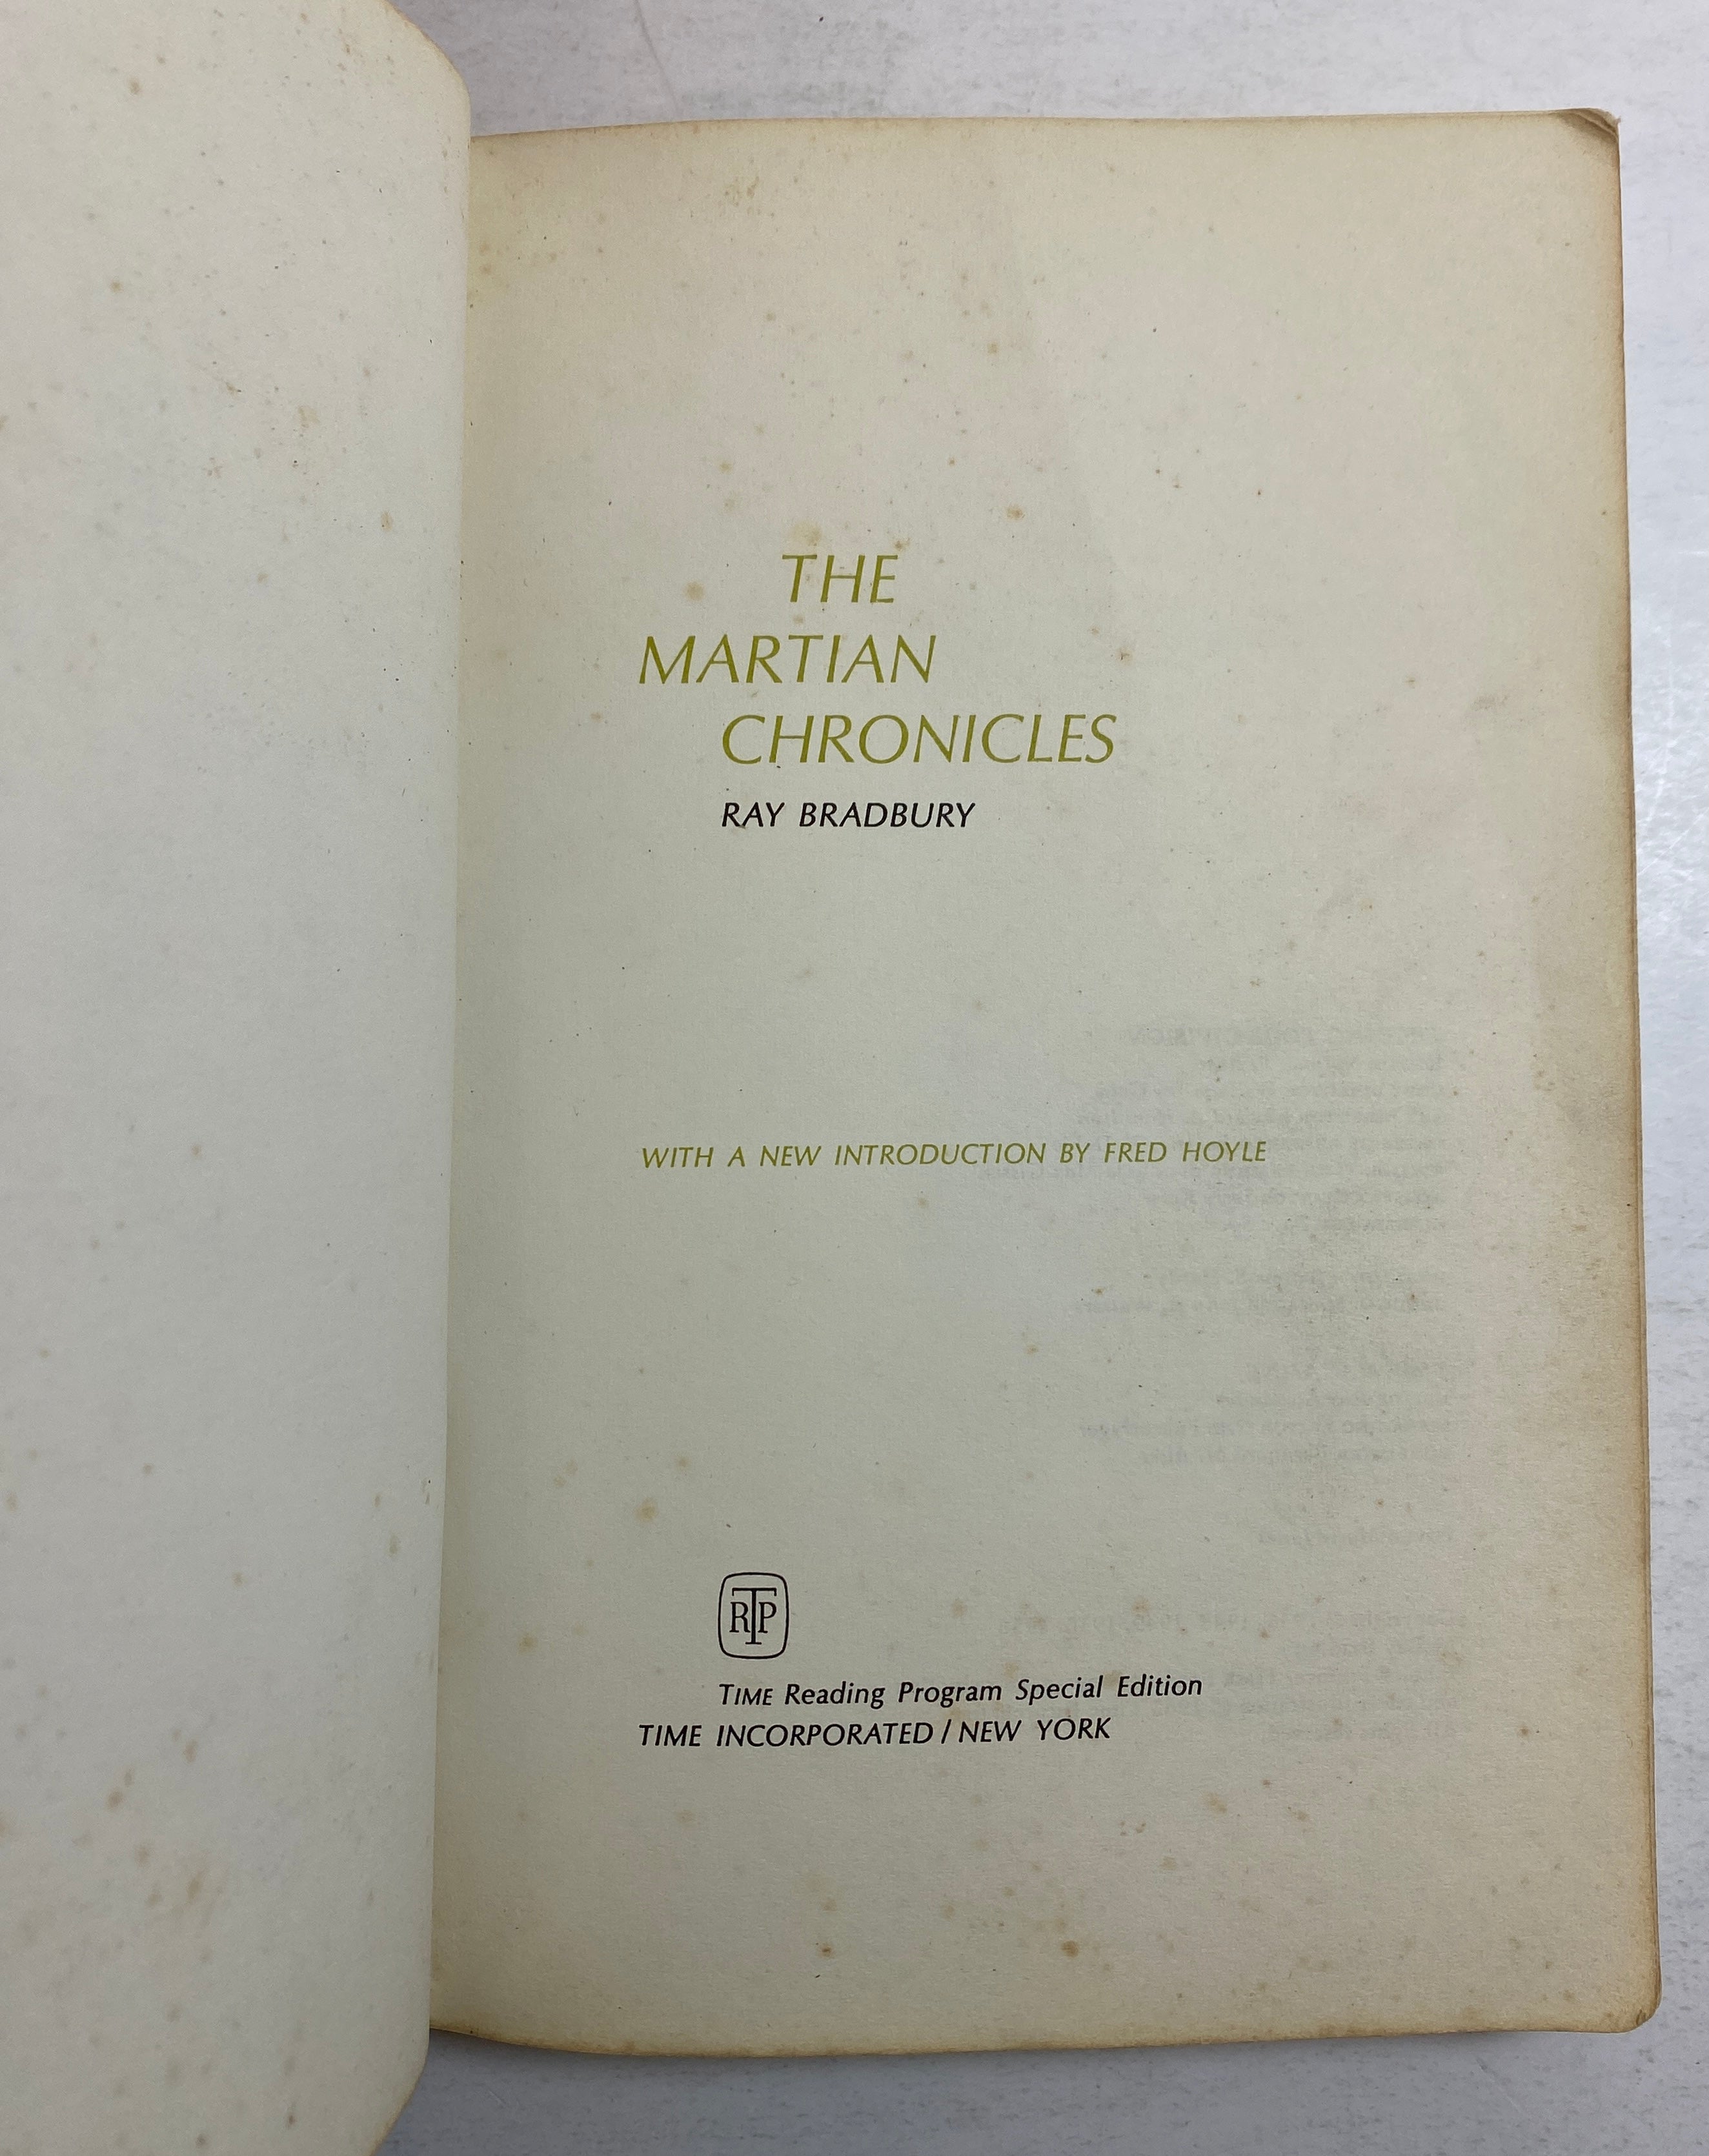 THE
MARTIAN
CHRONICLES
RAY BRADBURY
WITH A NEW INTRODUCTION BY FRED HOYLE
RTP
TIME Reading Program Special Edition
TIME INCORPORATED / NEW YORK